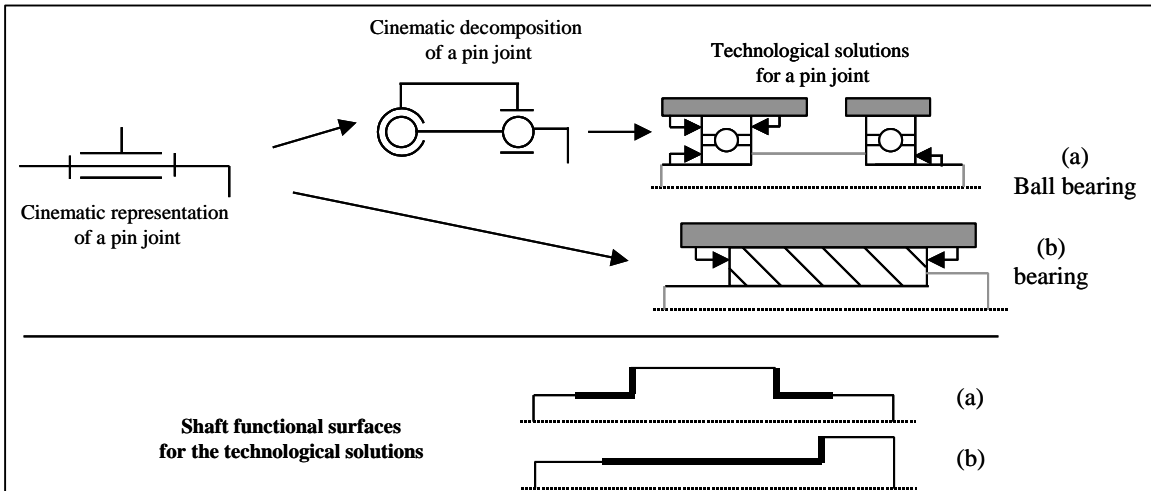 Cinematic decomposition
of a pin joint
Technological solutions
for a pin joint
Cinematic representation
of a pin joint
(a)
Ball bearing
(b)
bearing
Shaft functional surfaces
for the technological solutions
(a)
(b)